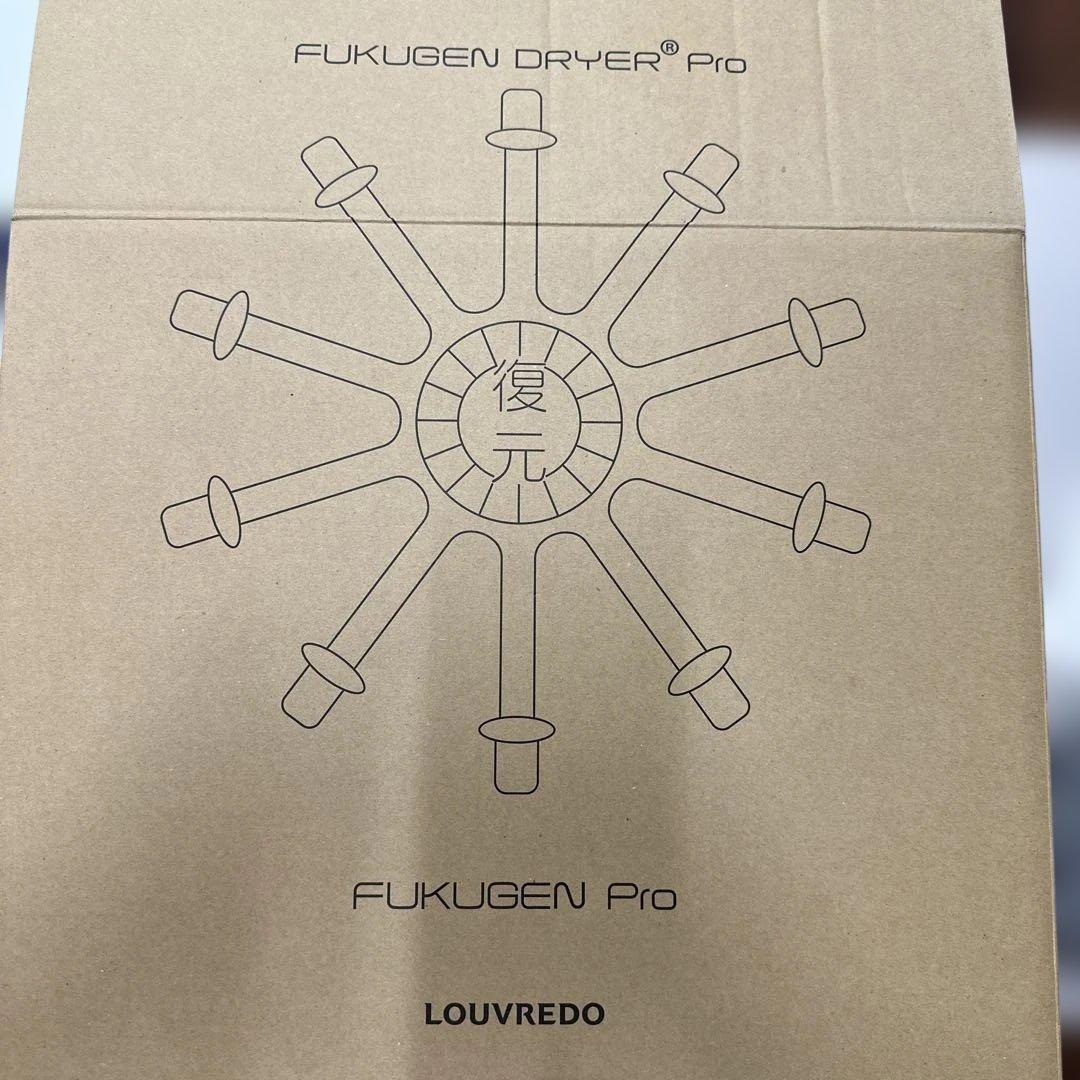 FUKUGEN DRYER® Pro
復
元
FUKUGEN Pro
LOUVREDO